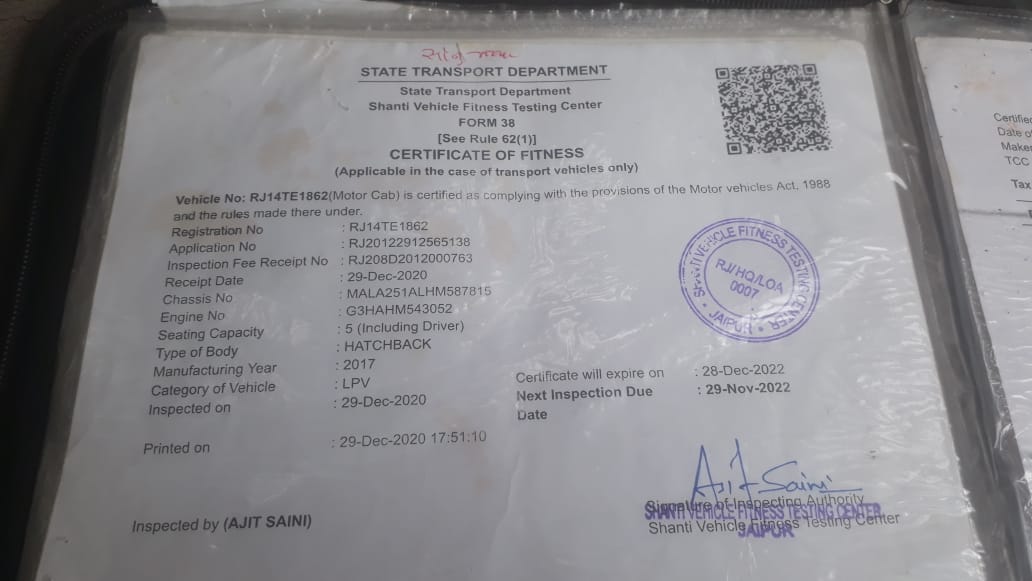 STATE TRANSPORT DEPARTMENT
State Transport Department
Shanti Vehicle Fitness Testing Center
FORM 38
[See Rule 62(1)]
CERTIFICATE OF FITNESS
(Applicable in the case of transport vehicles only)
Vehicle No: RJ14TE1862(Motor Cab) is certified as complying with the provisions of the Motor vehicles Act, 1988
and the rules made there under.
Registration No : RJ14TE1862
Application No : RJ20122912565138
Inspection Fee Receipt No : RJ208D2012000763
Receipt Date : 29-Dec-2020
Chassis No : MALA251ALHM587815
Engine No : G3HAHM543052
Seating Capacity : 5 (Including Driver)
Type of Body : HATCHBACK
Manufacturing Year : 2017
Category of Vehicle : LPV
Inspected on : 29-Dec-2020
Printed on : 29-Dec-2020 17:51:10
SHANTI VEHICLE FITNESS TESTING CENTER
RJ/HQ/LOA
0007
JAIPUR
Certificate will expire on : 28-Dec-2022
Next Inspection Due : 29-Nov-2022
Date
Ajit Saini
Signature of Inspecting Authority
SHANTI VEHICLE FITNESS TESTING CENTER
Shanti Vehicle Fitness Testing Center
JAIPUR
Inspected by (AJIT SAINI)
Certified
Date of
Maker
TCC
Tax